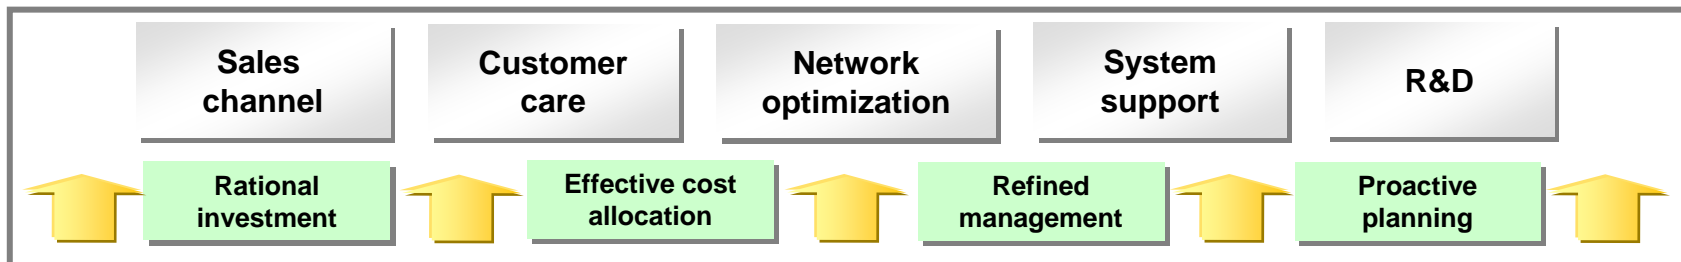 Sales
channel
Customer
care
Network
optimization
System
support
R&D
Rational
investment
Effective cost
allocation
Refined
management
Proactive
planning